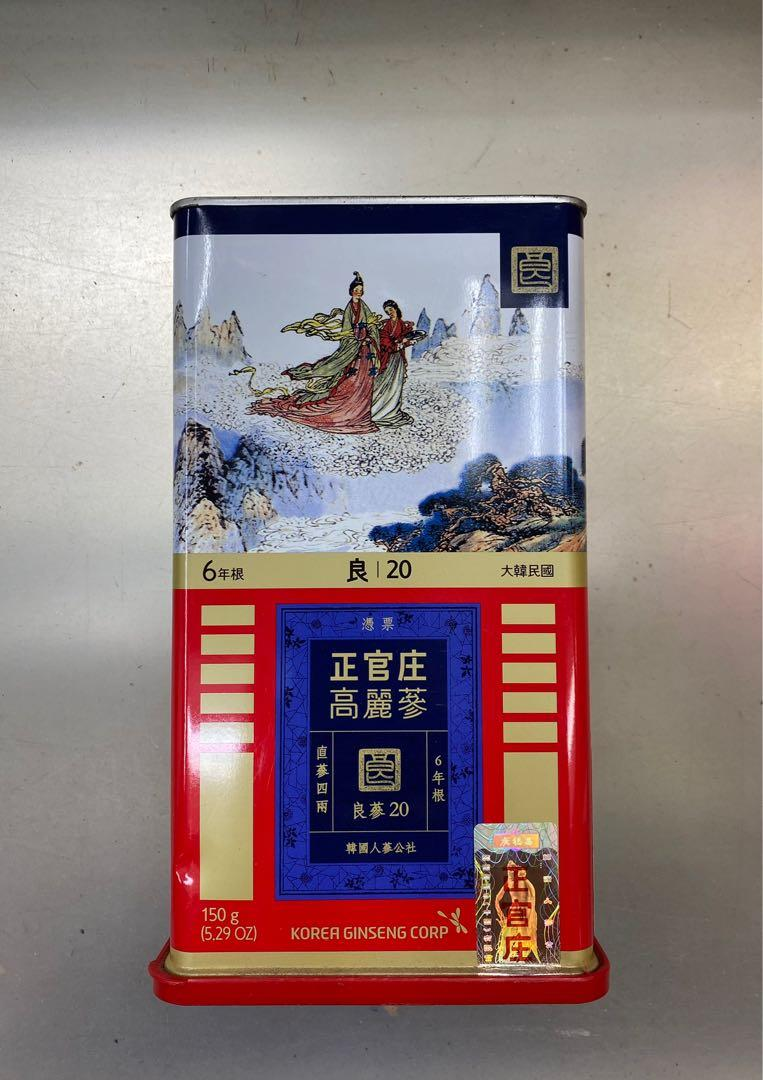 良
6年根
良 | 20
大韓民國
憑票
正官庄
高麗蔘
直蔘四兩
良
良蔘20
6年根
韓國人蔘公社
150 g
(5.29 OZ)
KOREA GINSENG CORP
正官庄